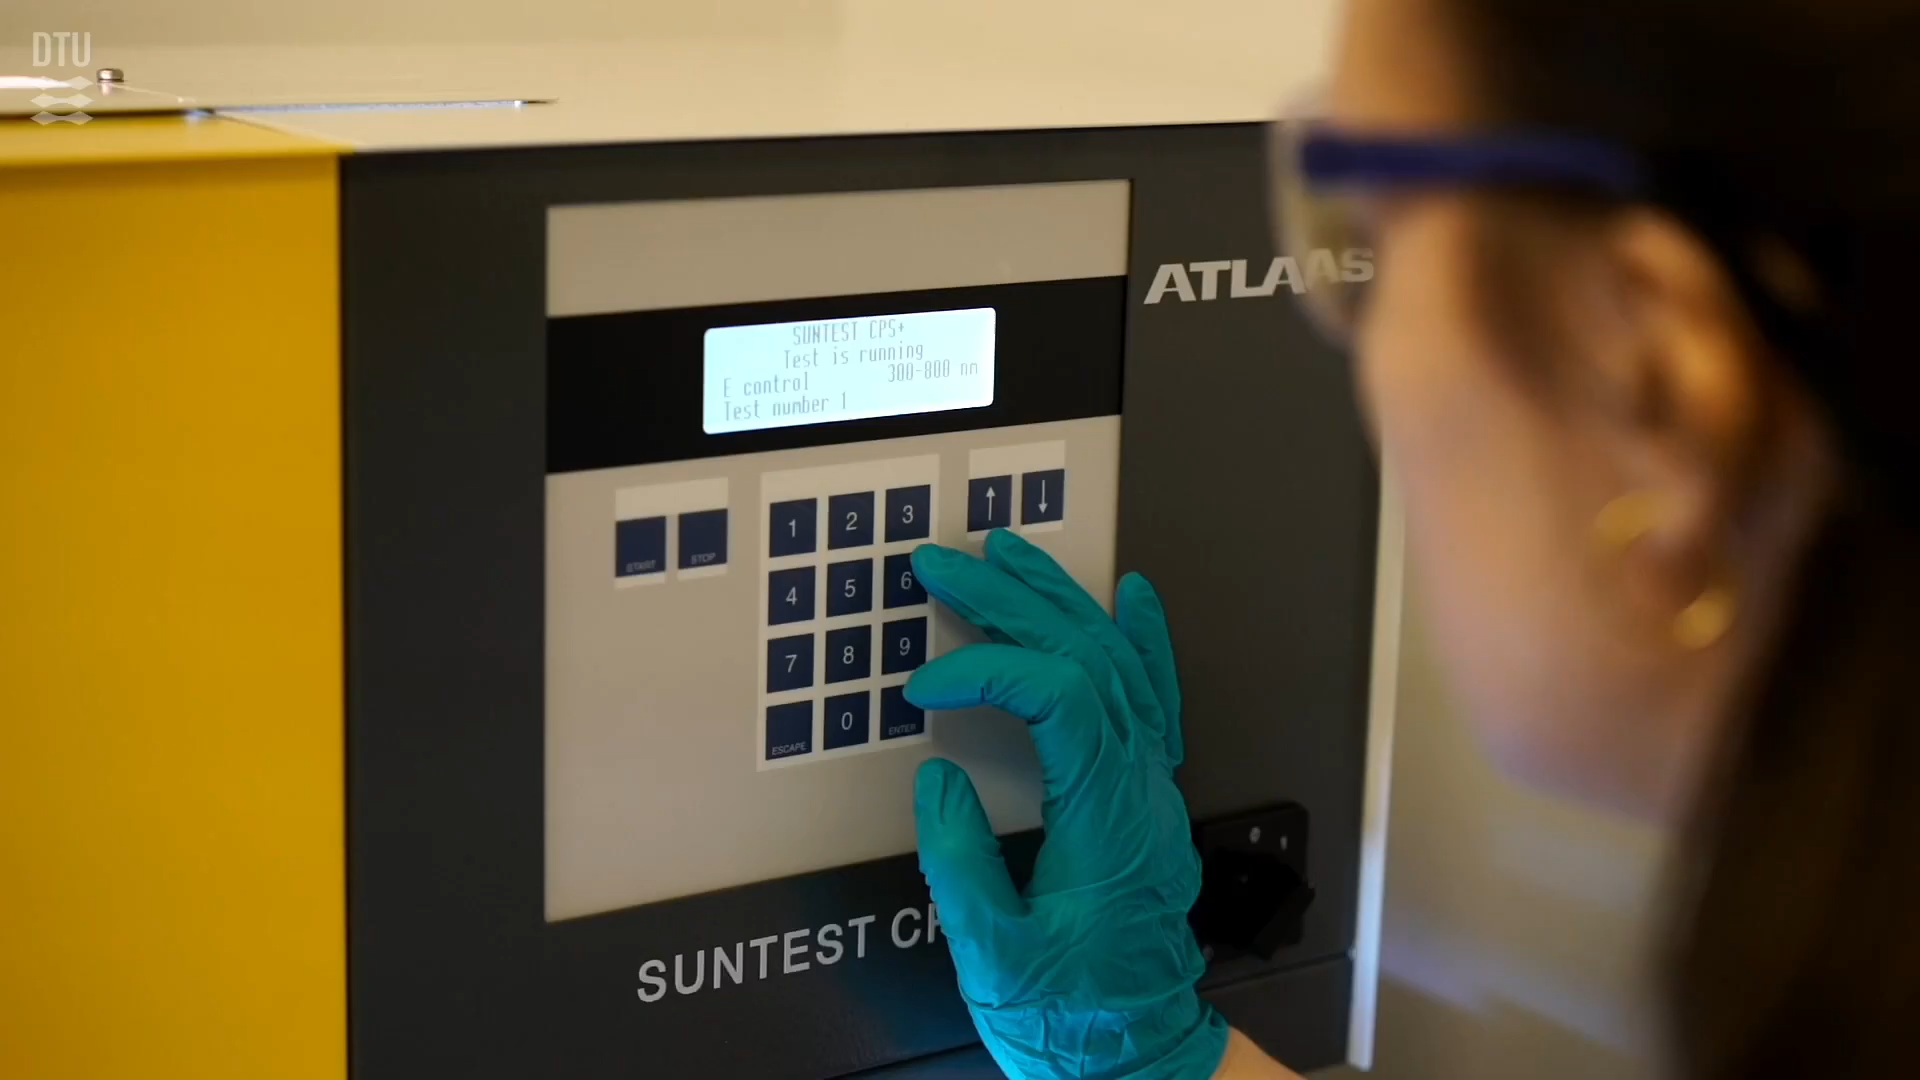 DTU
ATLAS
SUNTEST CPS+
Test is running
E control 300-800 nm
Test number 1
START STOP
1 2 3
4 5 6
7 8 9
ESCAPE 0 ENTER
↑ ↓
SUNTEST